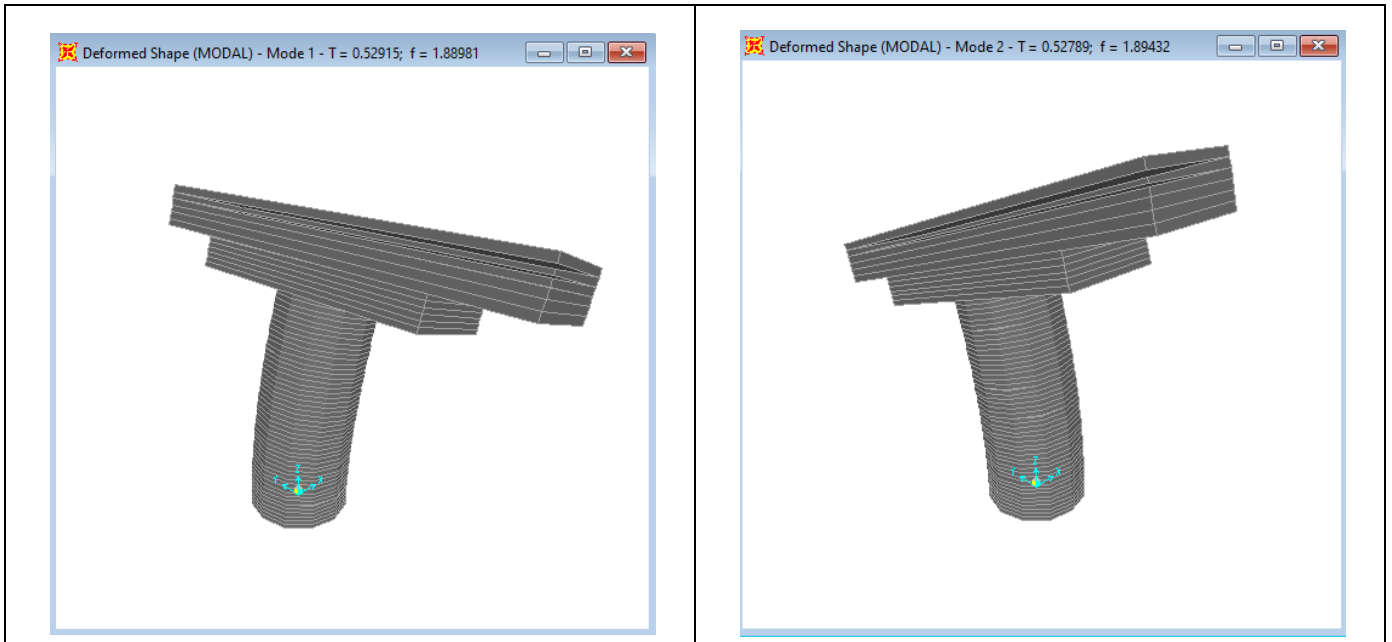 Deformed Shape (MODAL) - Mode 1 - T = 0.52915; f = 1.88981
Deformed Shape (MODAL) - Mode 2 - T = 0.52789; f = 1.89432
Z
Y X
Z
Y X